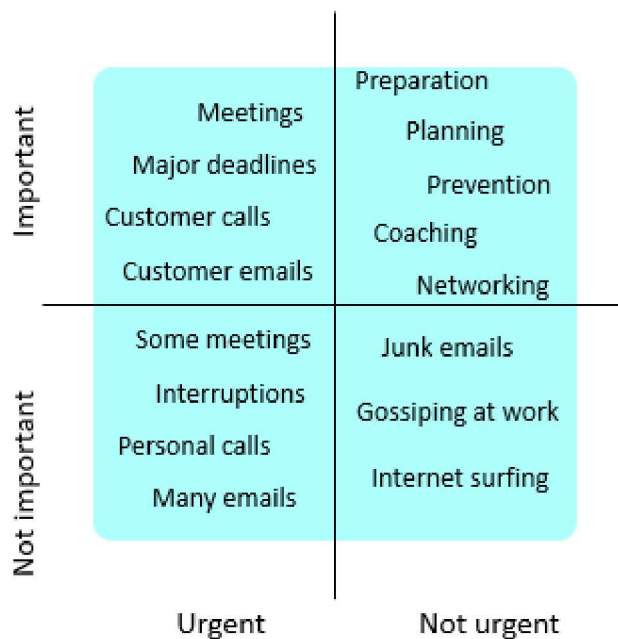 Important
Meetings
Major deadlines
Customer calls
Customer emails
Preparation
Planning
Prevention
Coaching
Networking
Not important
Some meetings
Interruptions
Personal calls
Many emails
Junk emails
Gossiping at work
Internet surfing
Urgent
Not urgent